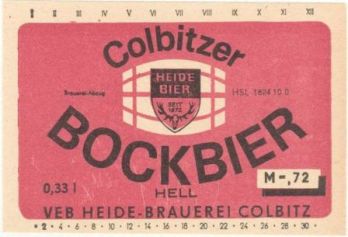 I II III IV V VI VII VIII IX X XI XII
Colbitzer
HEIDE
BIER
SEIT
1872
Brauerei-Abzug
HSL 1624 10 0
BOCKBIER
HELL
0,33 l
M -,72
VEB HEIDE-BRAUEREI COLBITZ
• 2 • 4 • 6 • 8 • 10 • 12 • 14 • 16 • 18 • 20 • 22 • 24 • 26 • 28 • 30 •